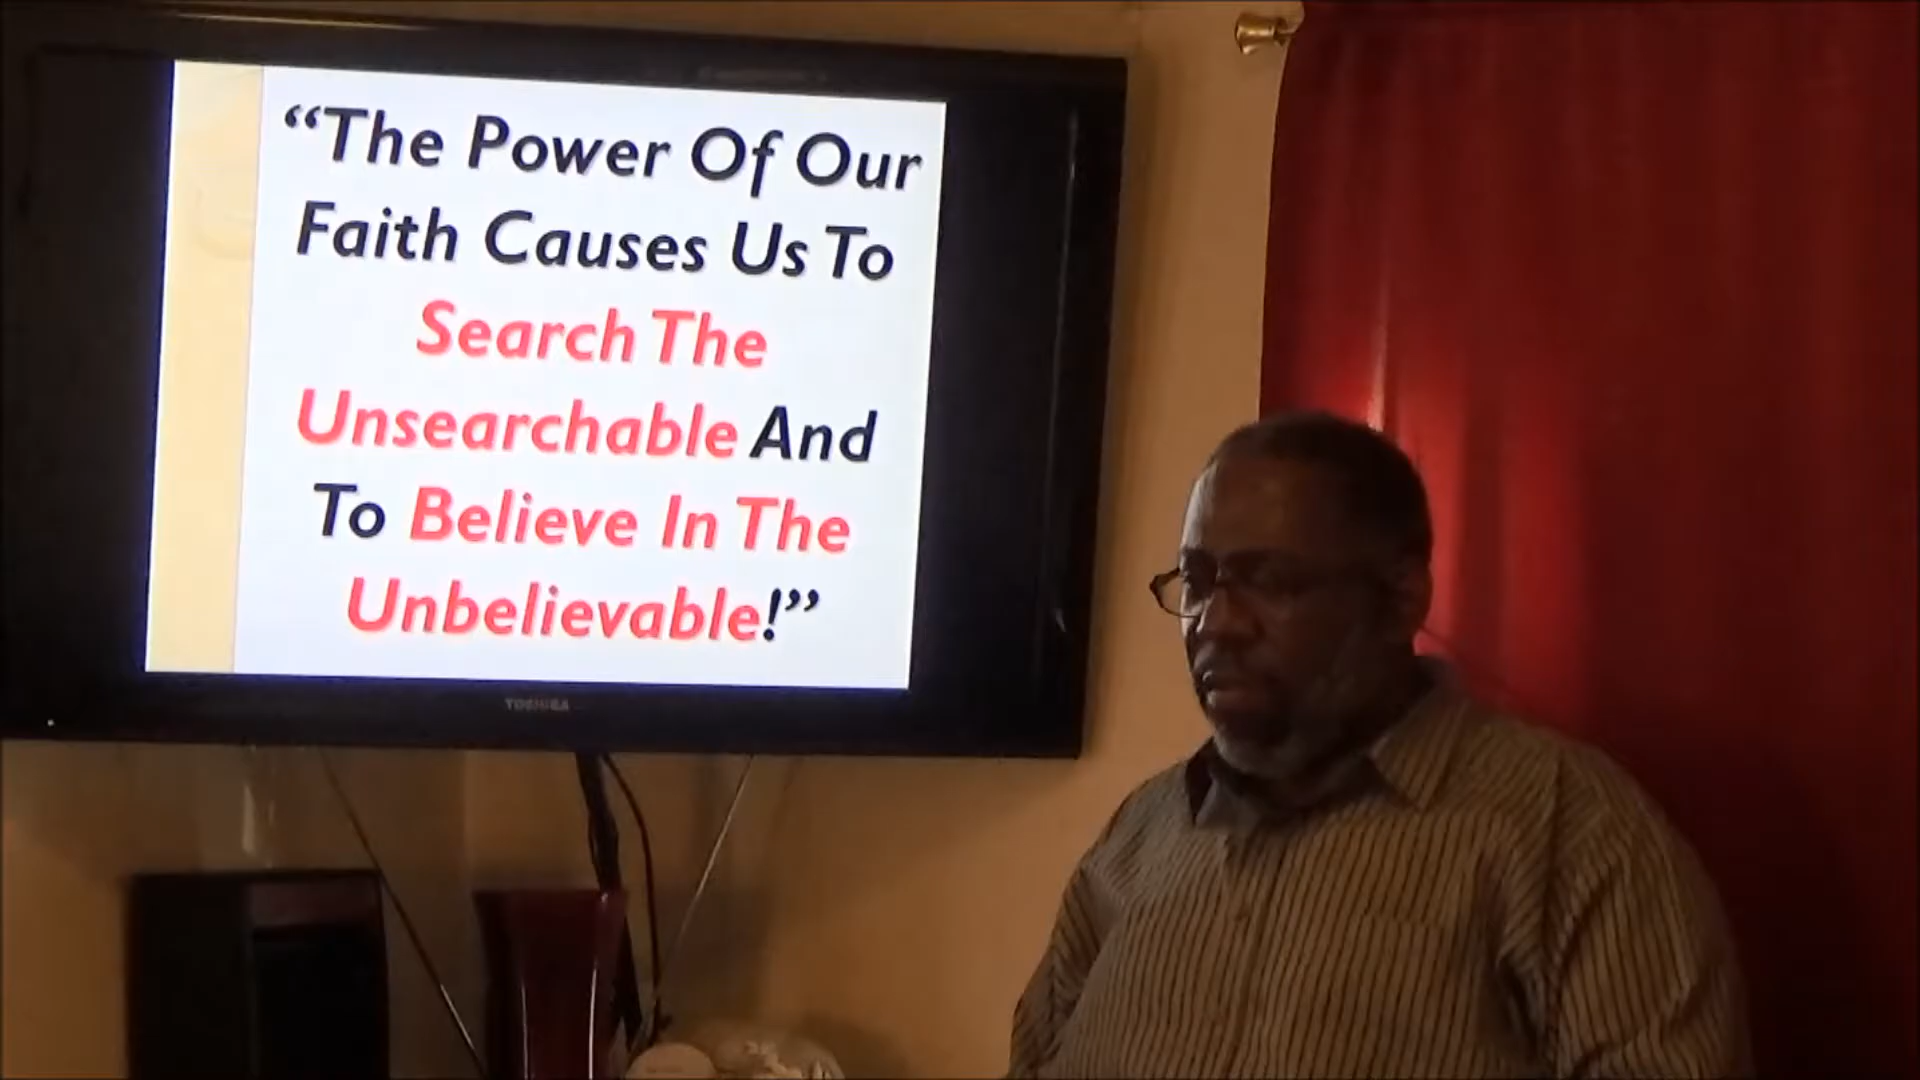 “The Power Of Our
Faith Causes Us To
Search The
Unsearchable And
To Believe In The
Unbelievable!”
TOSHIBA